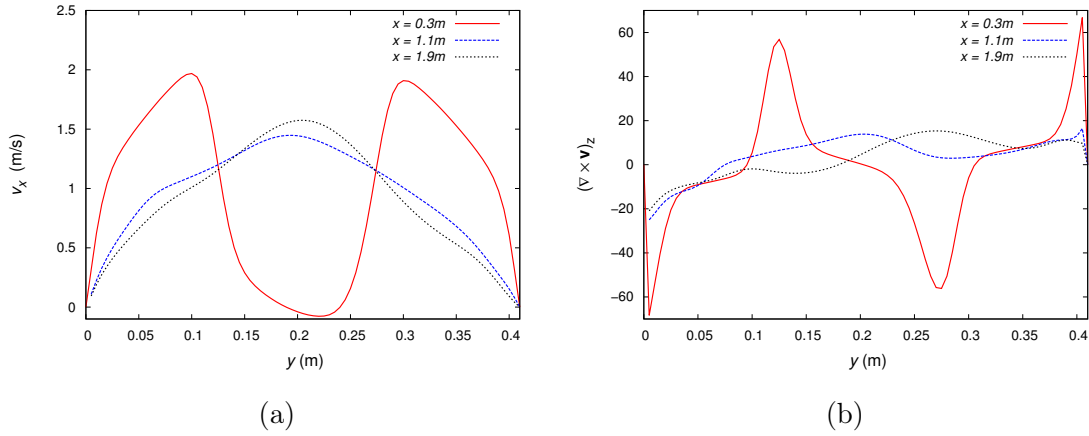 2.5
2
1.5
1
0.5
0
0 0.05 0.1 0.15 0.2 0.25 0.3 0.35 0.4
v_x (m/s)
y (m)
x = 0.3m
x = 1.1m
x = 1.9m
(a)
60
40
20
0
−20
−40
−60
0 0.05 0.1 0.15 0.2 0.25 0.3 0.35 0.4
(∇ × v)_z
y (m)
x = 0.3m
x = 1.1m
x = 1.9m
(b)